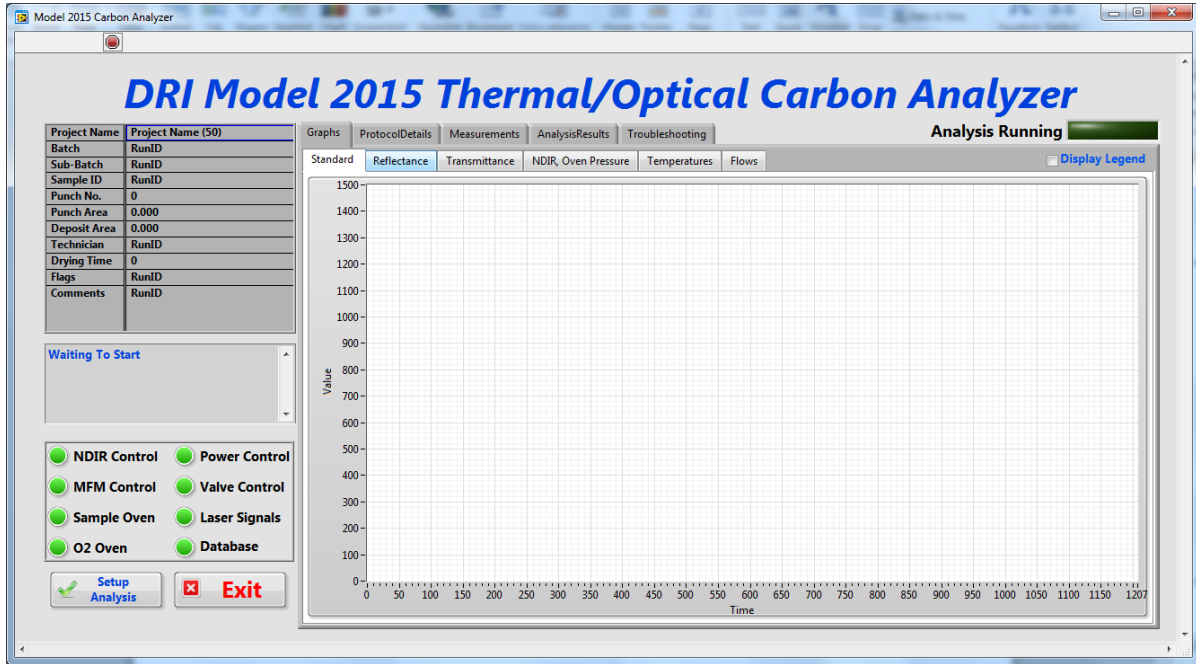 Model 2015 Carbon Analyzer
DRI Model 2015 Thermal/Optical Carbon Analyzer
Project Name Project Name (50)
Batch RunID
Sub-Batch RunID
Sample ID RunID
Punch No. 0
Punch Area 0.000
Deposit Area 0.000
Technician RunID
Drying Time 0
Flags RunID
Comments RunID
Waiting To Start
NDIR Control Power Control
MFM Control Valve Control
Sample Oven Laser Signals
O2 Oven Database
Setup
Analysis
Exit
Graphs ProtocolDetails Measurements AnalysisResults Troubleshooting
Analysis Running
Standard Reflectance Transmittance NDIR, Oven Pressure Temperatures Flows
Display Legend
1500
1400
1300
1200
1100
1000
900
800
700
600
500
400
300
200
100
0
Value
0 50 100 150 200 250 300 350 400 450 500 550 600 650 700 750 800 850 900 950 1000 1050 1100 1150 1207
Time